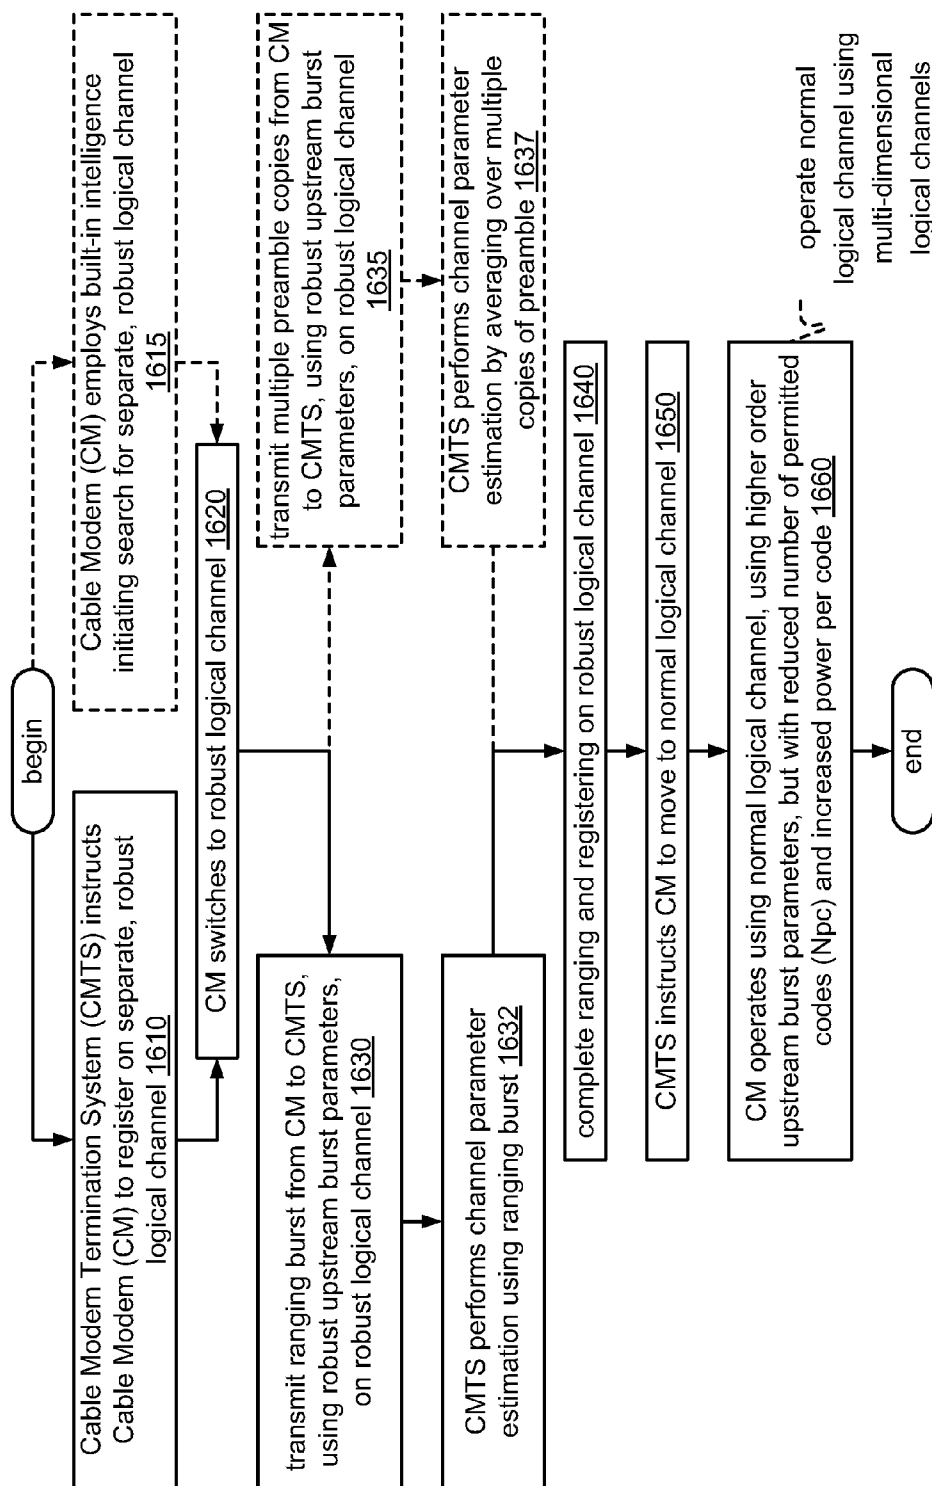 begin
Cable Modem Termination System (CMTS) instructs
Cable Modem (CM) to register on separate, robust
logical channel 1610
Cable Modem (CM) employs built-in intelligence
initiating search for separate, robust logical channel
1615
CM switches to robust logical channel 1620
transmit ranging burst from CM to CMTS,
using robust upstream burst parameters,
on robust logical channel 1630
transmit multiple preamble copies from CM
to CMTS, using robust upstream burst
parameters, on robust logical channel
1635
CMTS performs channel parameter
estimation using ranging burst 1632
CMTS performs channel parameter
estimation by averaging over multiple
copies of preamble 1637
complete ranging and registering on robust logical channel 1640
CMTS instructs CM to move to normal logical channel 1650
CM operates using normal logical channel, using higher order
upstream burst parameters, but with reduced number of permitted
codes (Npc) and increased power per code 1660
operate normal
logical channel using
multi-dimensional
logical channels
end